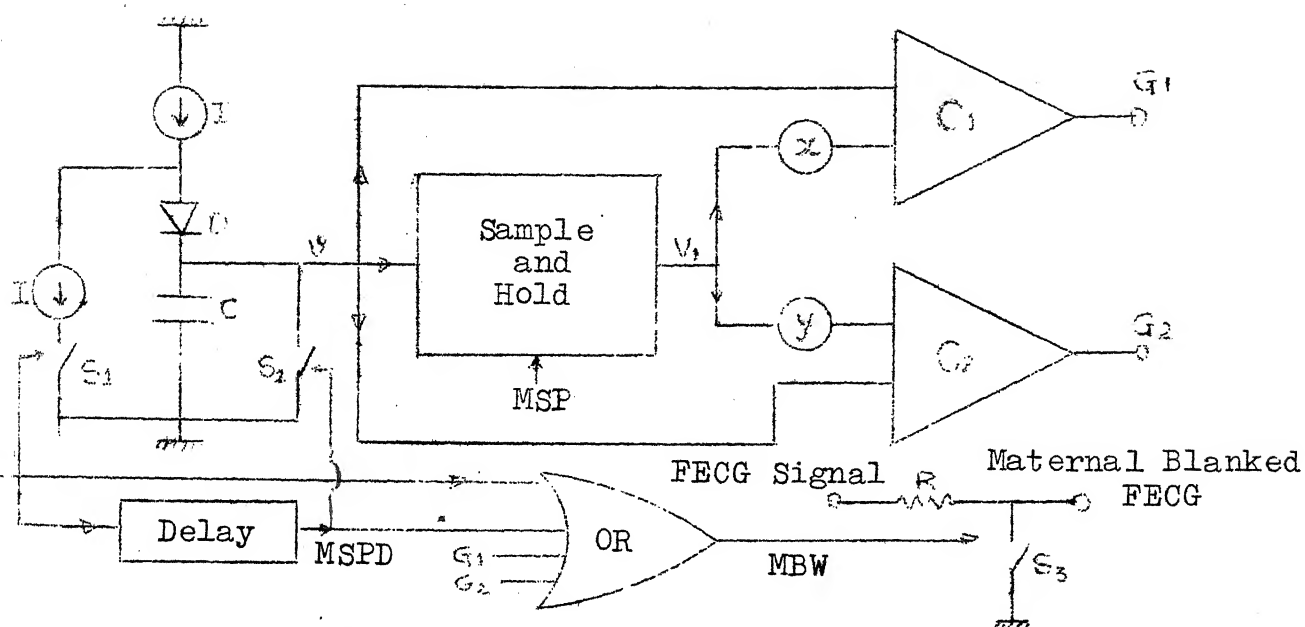 I
D
I
C
S1
S2
v
Sample
and
Hold
MSP
V1
x
y
C1
C2
G1
G2
Delay
MSPD
G1
G2
OR
MBW
FECG Signal
R
Maternal Blanked
FECG
S3